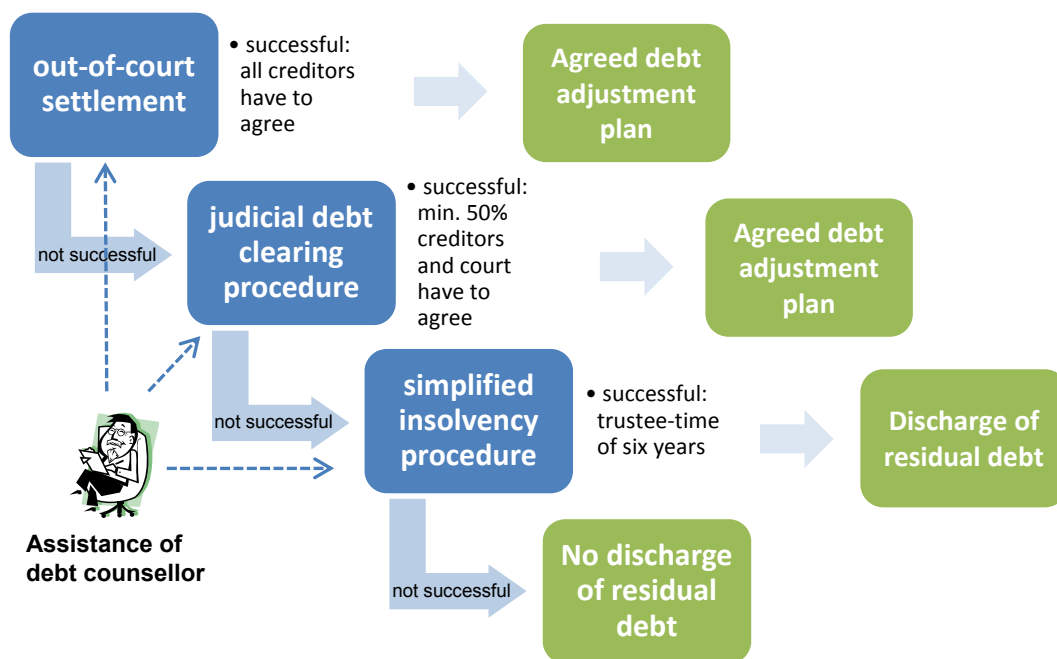 out-of-court
settlement
• successful:
all creditors
have to
agree
Agreed debt
adjustment
plan
not successful
judicial debt
clearing
procedure
• successful:
min. 50%
creditors
and court
have to
agree
Agreed debt
adjustment
plan
not successful
simplified
insolvency
procedure
• successful:
trustee-time
of six years
Discharge of
residual debt
Assistance of
debt counsellor
not successful
No discharge
of residual
debt